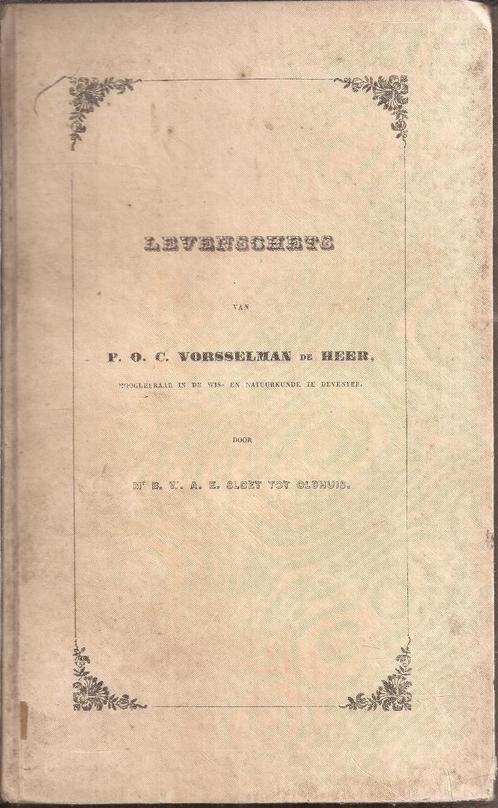 LEVENSCHETS
VAN
P. O. C. VORSSELMAN DE HEER,
HOOGLEERAAR IN DE WIS- EN NATUURKUNDE TE DEVENTER.
DOOR
Mr B. W. A. E. SLOET TOT OLDHUIS.